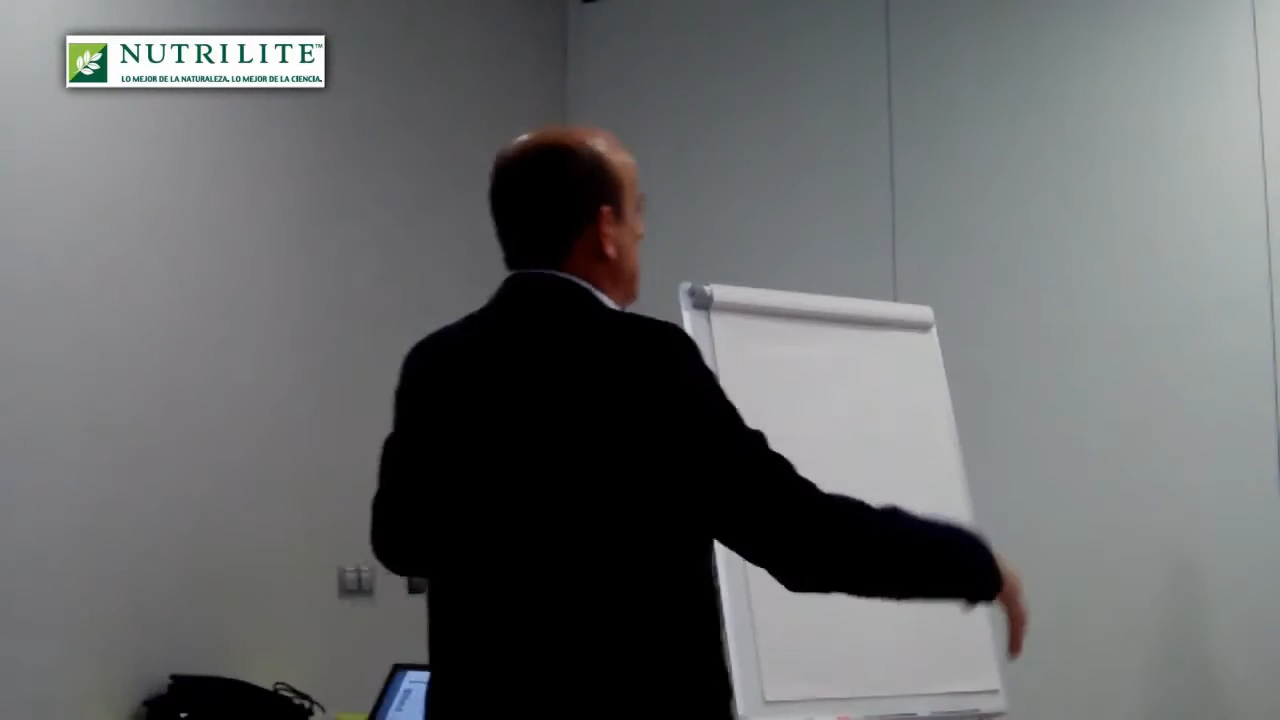 NUTRILITE™
LO MEJOR DE LA NATURALEZA. LO MEJOR DE LA CIENCIA.